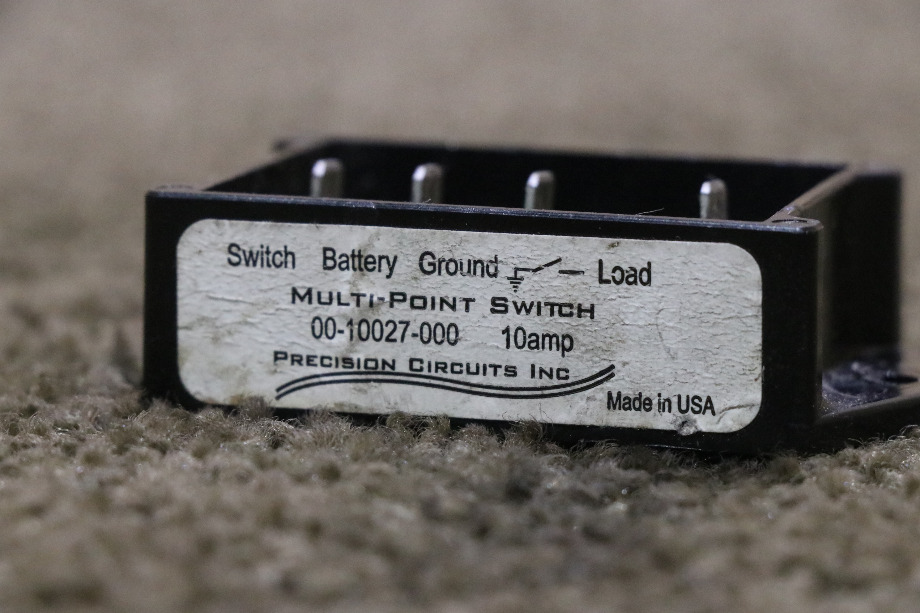 Switch Battery Ground Load
MULTI-POINT SWITCH
00-10027-000 10amp
PRECISION CIRCUITS INC
Made in USA